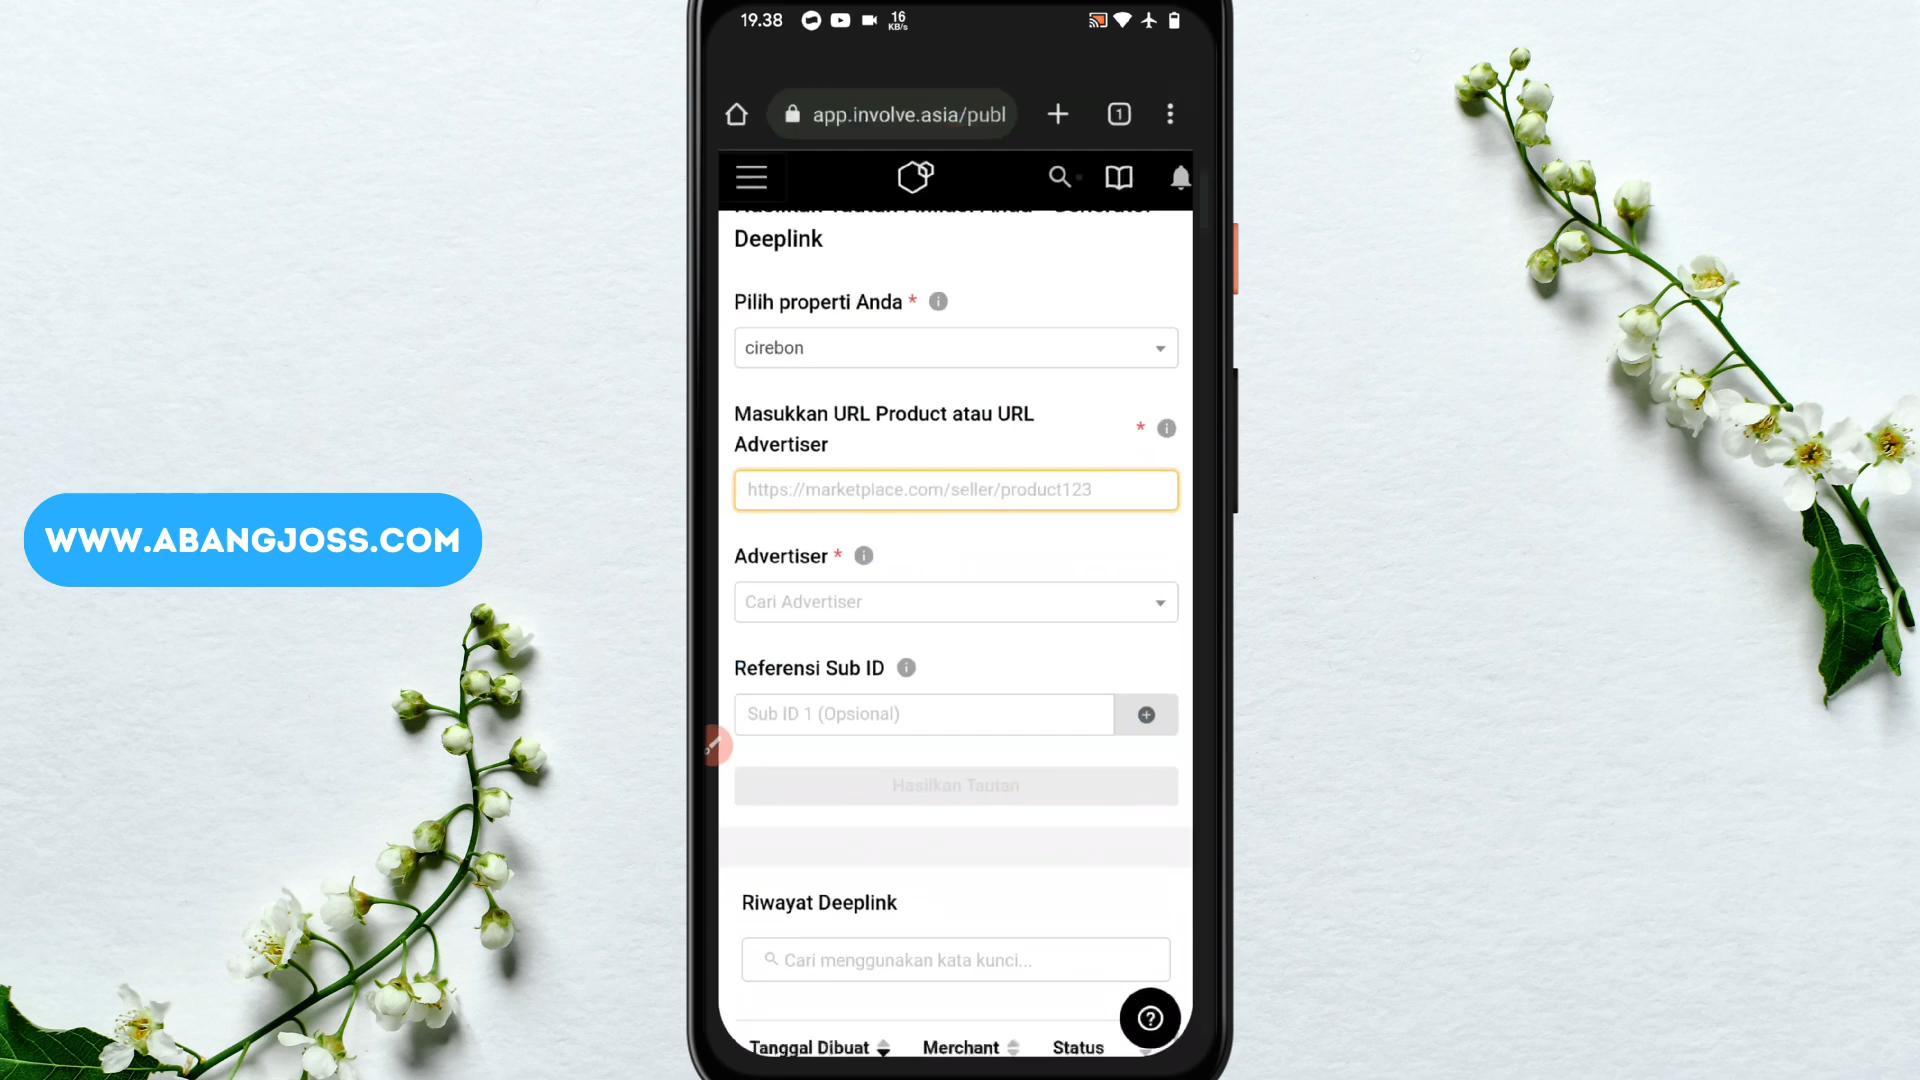 19.38
16
KB/s
app.involve.asia/publ
1
Deeplink
Pilih properti Anda *
cirebon
Masukkan URL Product atau URL
Advertiser
*
https://marketplace.com/seller/product123
WWW.ABANGJOSS.COM
Advertiser *
Cari Advertiser
Referensi Sub ID
Sub ID 1 (Opsional)
Hasilkan Tautan
Riwayat Deeplink
Cari menggunakan kata kunci...
Tanggal Dibuat Merchant Status